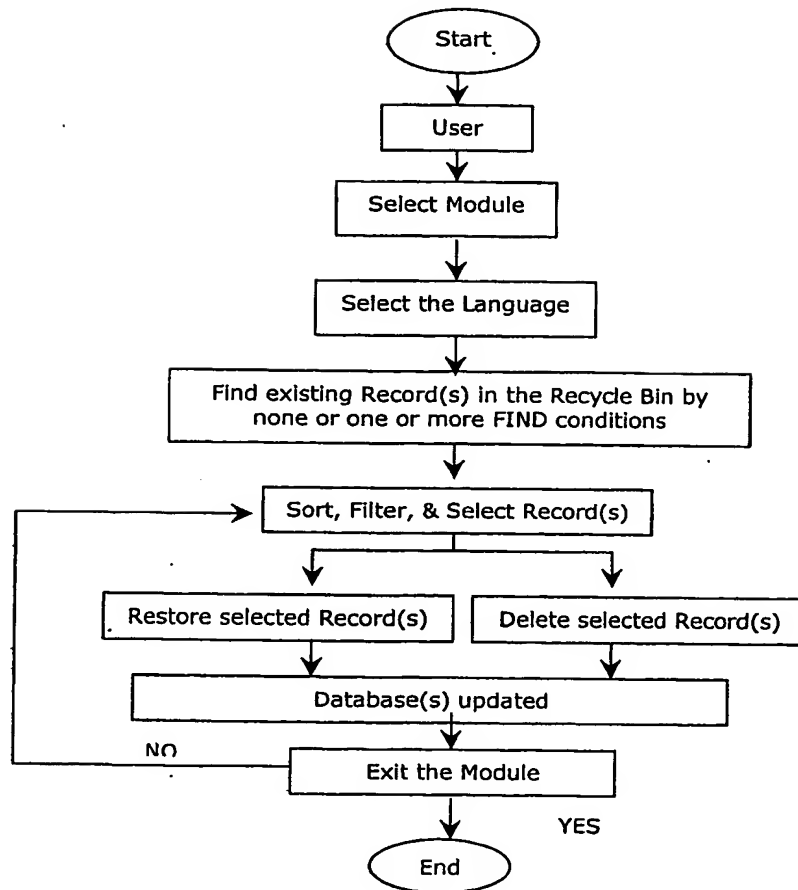 Start
User
Select Module
Select the Language
Find existing Record(s) in the Recycle Bin by
none or one or more FIND conditions
Sort, Filter, & Select Record(s)
Restore selected Record(s)
Delete selected Record(s)
Database(s) updated
NO
Exit the Module
YES
End